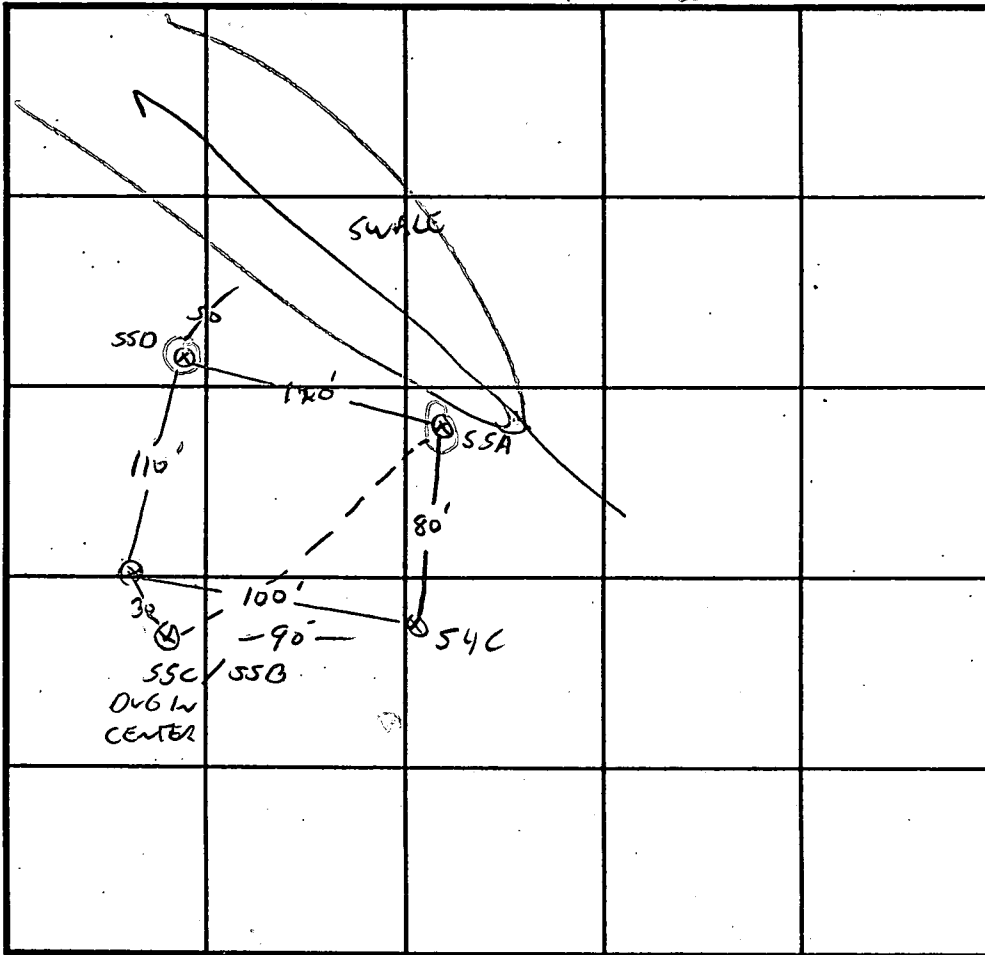 SWALE
50
55D
120'
55A
110'
80'
100'
30
-90'-
54C
55C/55B
DUG IN
CENTER